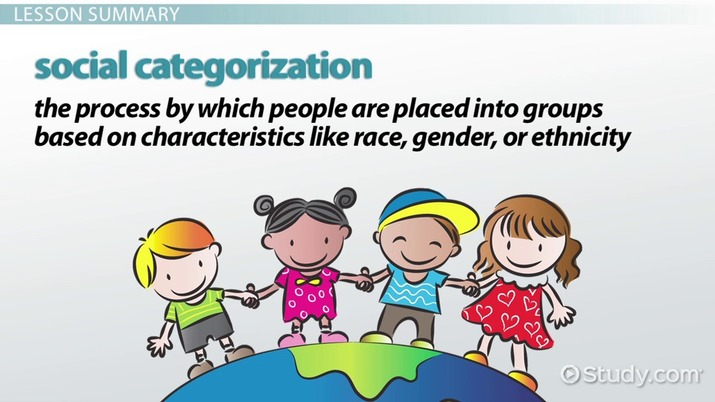 LESSON SUMMARY
social categorization
the process by which people are placed into groups
based on characteristics like race, gender, or ethnicity
Study.com